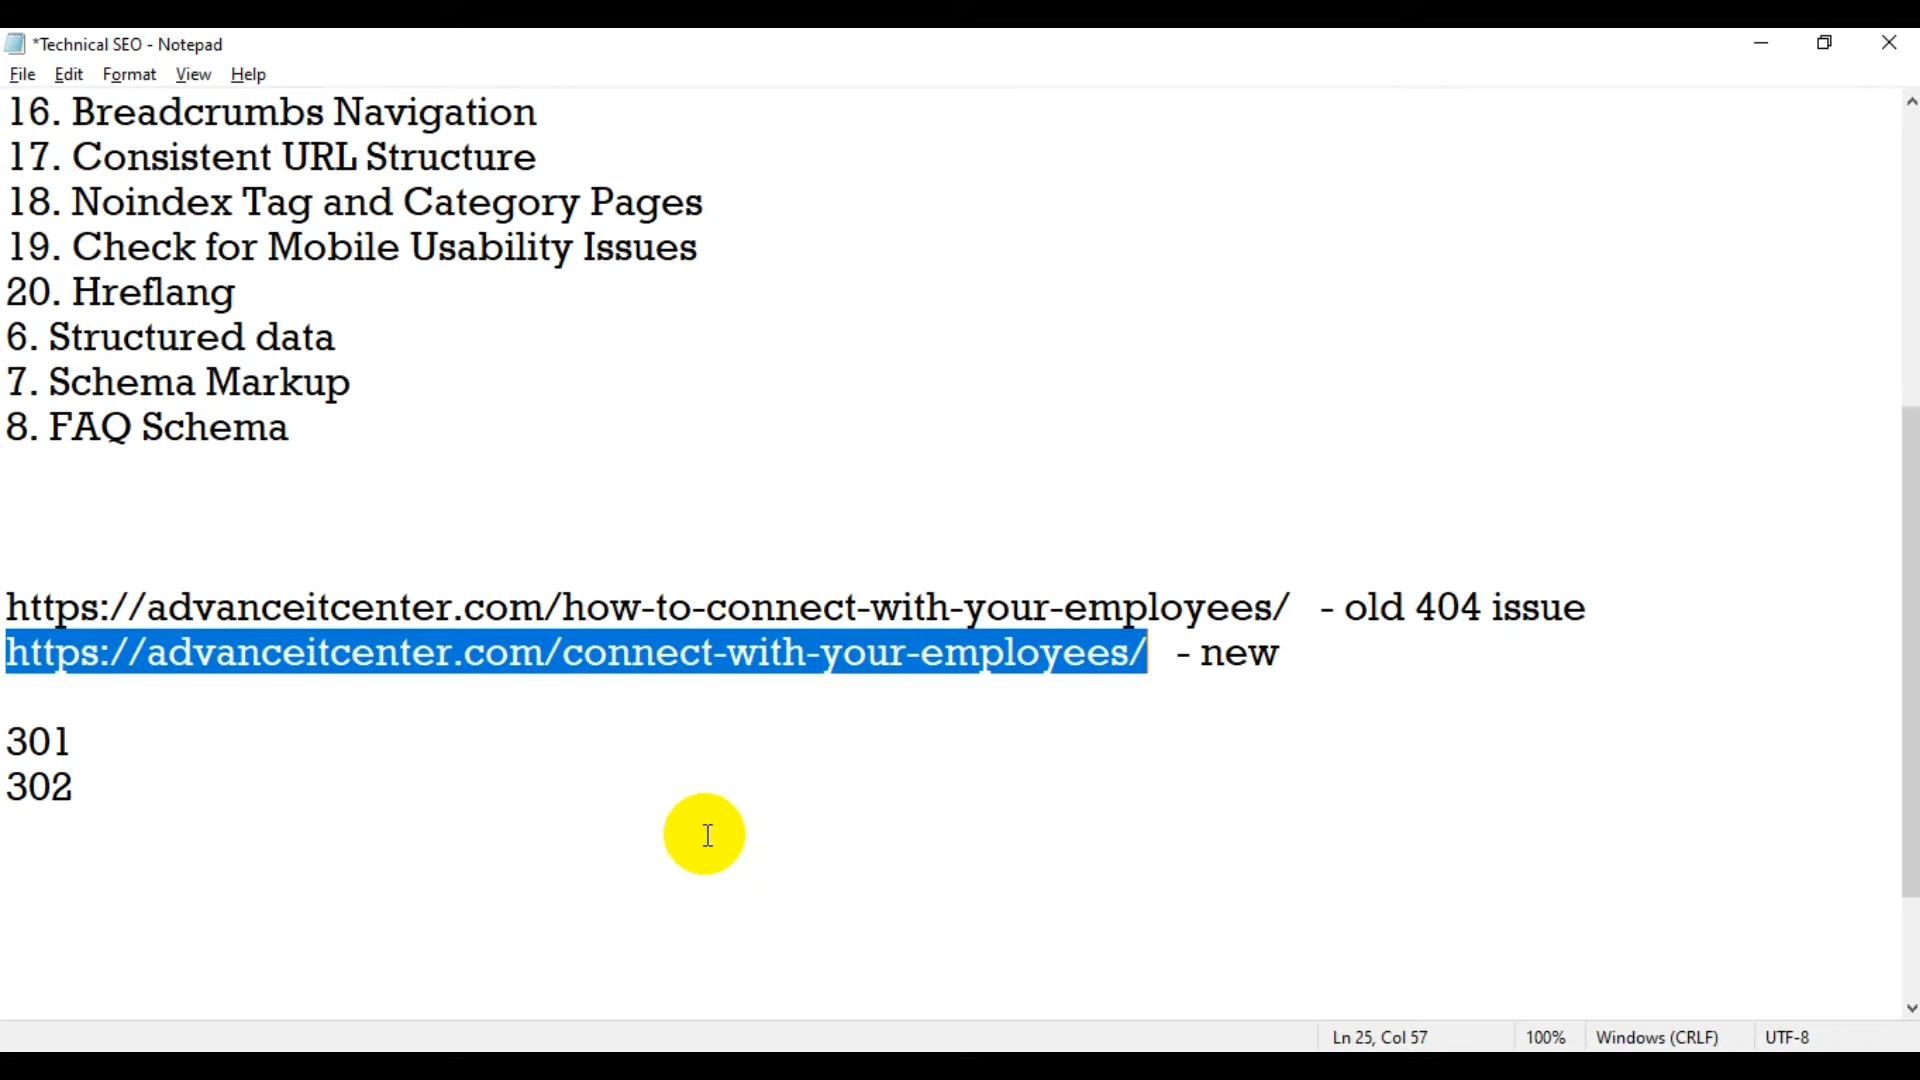 *Technical SEO - Notepad
File Edit Format View Help
16. Breadcrumbs Navigation
17. Consistent URL Structure
18. Noindex Tag and Category Pages
19. Check for Mobile Usability Issues
20. Hreflang
6. Structured data
7. Schema Markup
8. FAQ Schema
https://advanceitcenter.com/how-to-connect-with-your-employees/ - old 404 issue
https://advanceitcenter.com/connect-with-your-employees/ - new
301
302
Ln 25, Col 57 100% Windows (CRLF) UTF-8